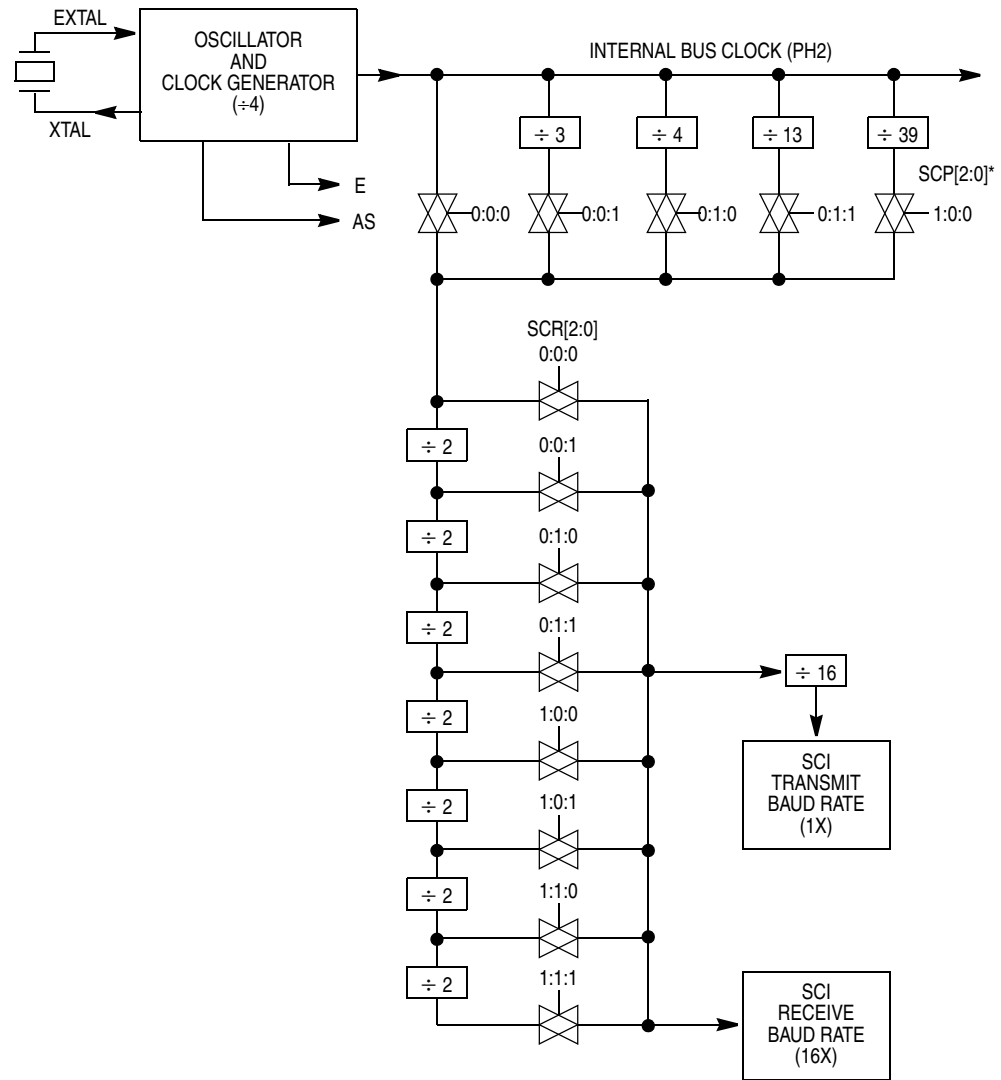 EXTAL
OSCILLATOR
AND
CLOCK GENERATOR
(÷4)
XTAL
E
AS
INTERNAL BUS CLOCK (PH2)
÷ 3
÷ 4
÷ 13
÷ 39
SCP[2:0]*
0:0:0
0:0:1
0:1:0
0:1:1
1:0:0
SCR[2:0]
0:0:0
÷ 2
0:0:1
÷ 2
0:1:0
÷ 2
0:1:1
÷ 16
÷ 2
1:0:0
SCI
TRANSMIT
BAUD RATE
(1X)
÷ 2
1:0:1
÷ 2
1:1:0
÷ 2
1:1:1
SCI
RECEIVE
BAUD RATE
(16X)